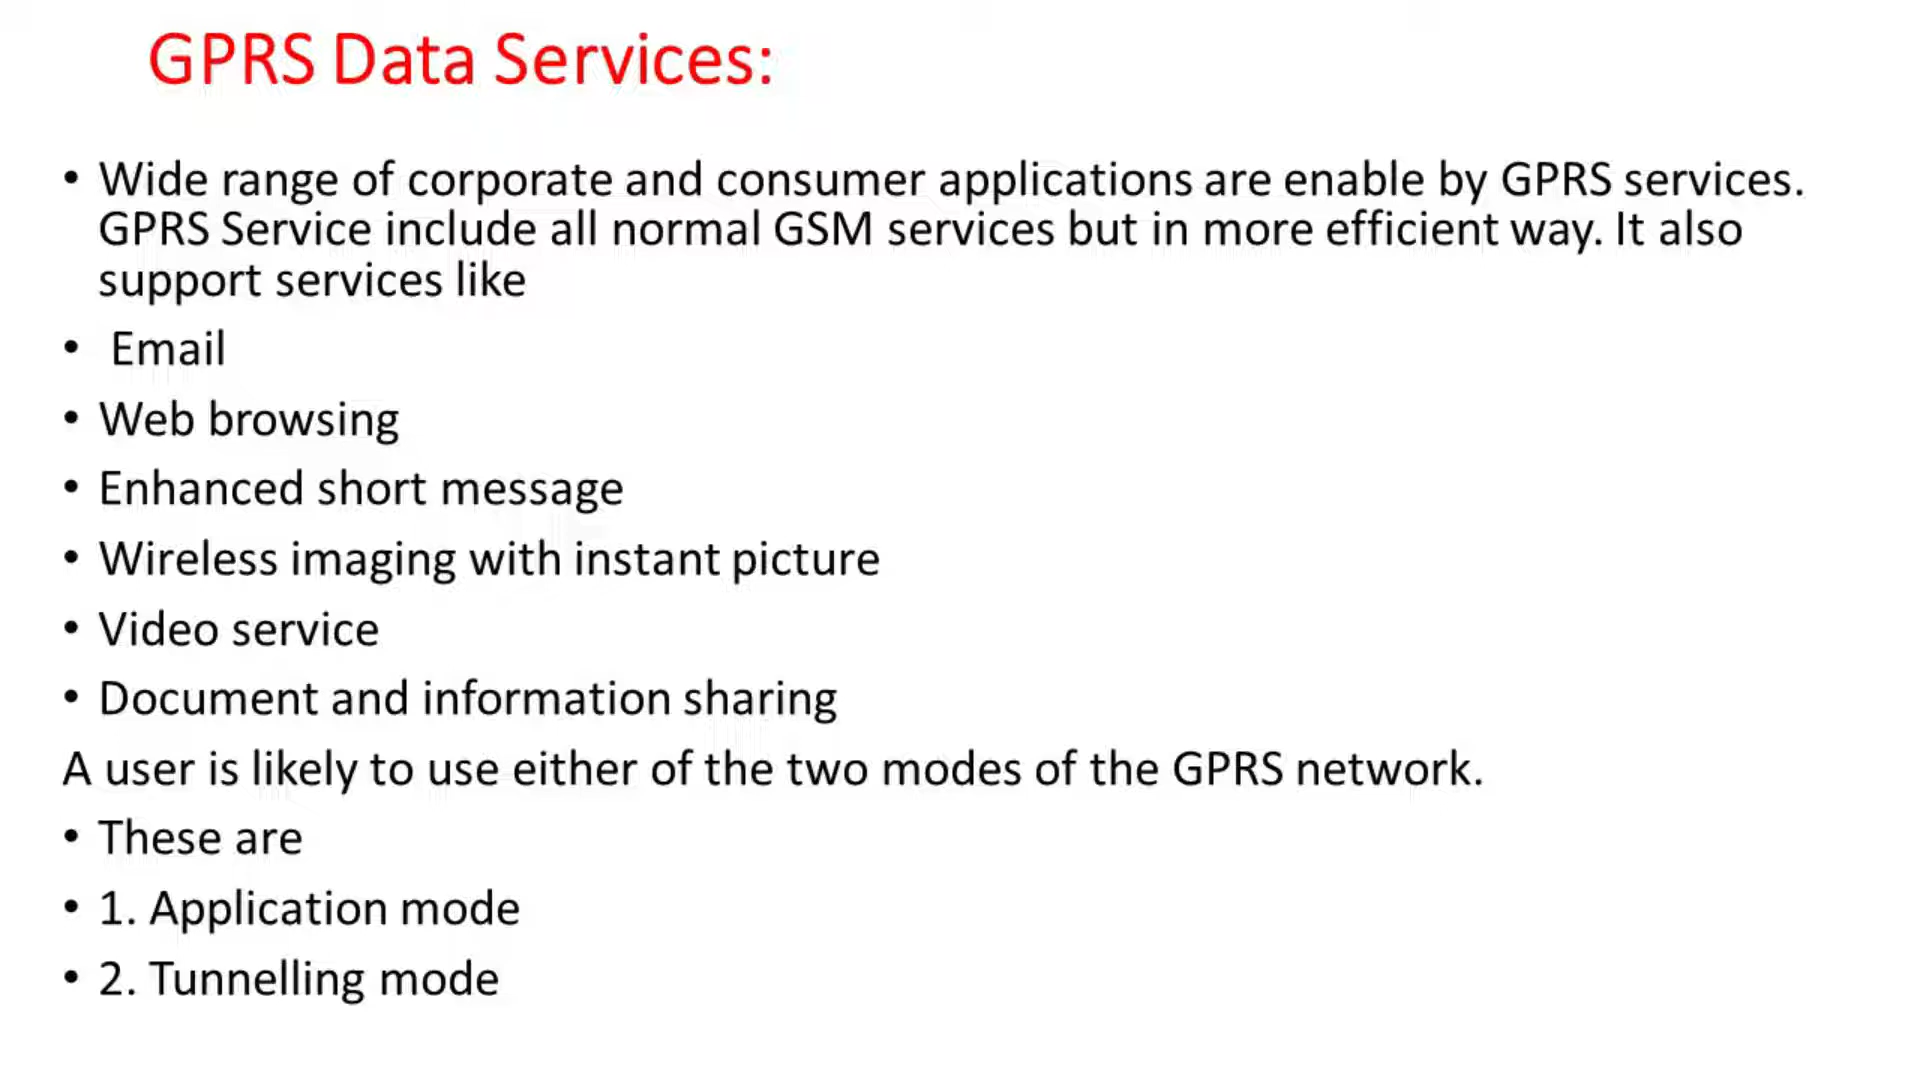 GPRS Data Services:
• Wide range of corporate and consumer applications are enable by GPRS services.
GPRS Service include all normal GSM services but in more efficient way. It also
support services like
• Email
• Web browsing
• Enhanced short message
• Wireless imaging with instant picture
• Video service
• Document and information sharing
A user is likely to use either of the two modes of the GPRS network.
• These are
• 1. Application mode
• 2. Tunnelling mode